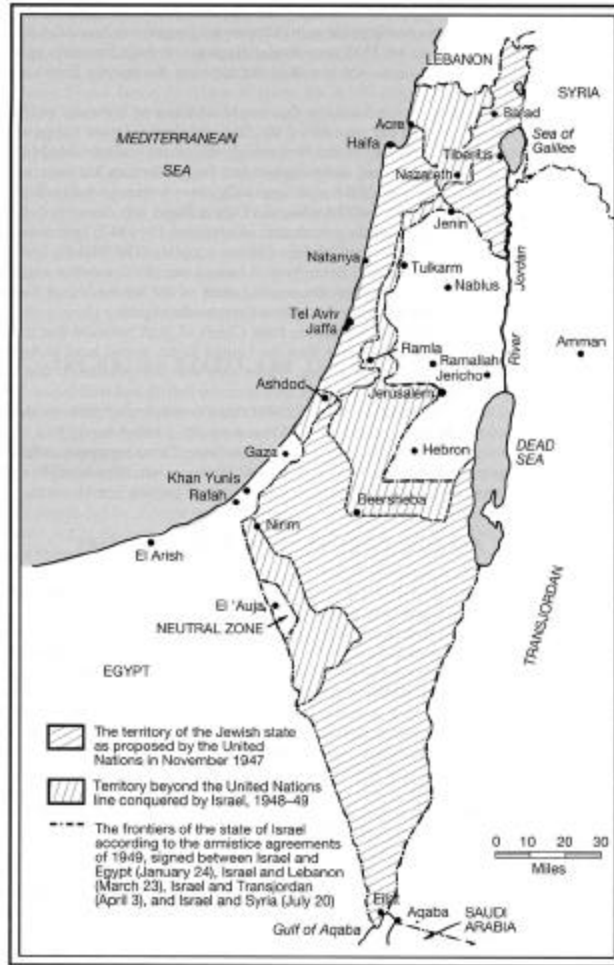 LEBANON
SYRIA
MEDITERRANEAN
SEA
Acre
Safad
Haifa
Sea of
Galilee
Tiberius
Nazareth
Jenin
Natanya
Tulkarm
Nablus
Jordan
River
Tel Aviv
Jaffa
Amman
Ramla
Ramallah
Jericho
Ashdod
Jerusalem
DEAD
SEA
Gaza
Hebron
Khan Yunis
Rafah
Beersheba
Nirim
El Arish
TRANSJORDAN
El 'Auja
NEUTRAL ZONE
EGYPT
The territory of the Jewish state
as proposed by the United
Nations in November 1947
Territory beyond the United Nations
line conquered by Israel, 1948–49
The frontiers of the state of Israel
according to the armistice agreements
of 1949, signed between Israel and
Egypt (January 24), Israel and Lebanon
(March 23), Israel and Transjordan
(April 3), and Israel and Syria (July 20)
0 10 20 30
Miles
Aqaba
SAUDI
ARABIA
Gulf of Aqaba